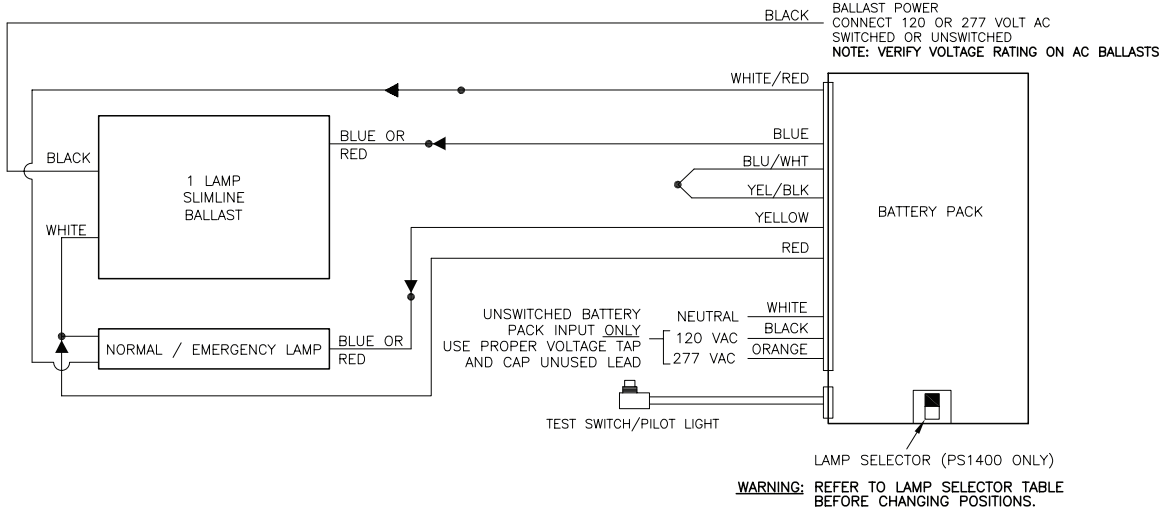 BLACK
BALLAST POWER
CONNECT 120 OR 277 VOLT AC
SWITCHED OR UNSWITCHED
NOTE: VERIFY VOLTAGE RATING ON AC BALLASTS
WHITE/RED
BLUE OR
RED
BLUE
BLACK
BLU/WHT
1 LAMP
SLIMLINE
BALLAST
YEL/BLK
BATTERY PACK
YELLOW
WHITE
RED
UNSWITCHED BATTERY
PACK INPUT ONLY
USE PROPER VOLTAGE TAP
AND CAP UNUSED LEAD
NEUTRAL
WHITE
120 VAC
BLACK
277 VAC
ORANGE
NORMAL / EMERGENCY LAMP
BLUE OR
RED
TEST SWITCH/PILOT LIGHT
LAMP SELECTOR (PS1400 ONLY)
WARNING: REFER TO LAMP SELECTOR TABLE
BEFORE CHANGING POSITIONS.